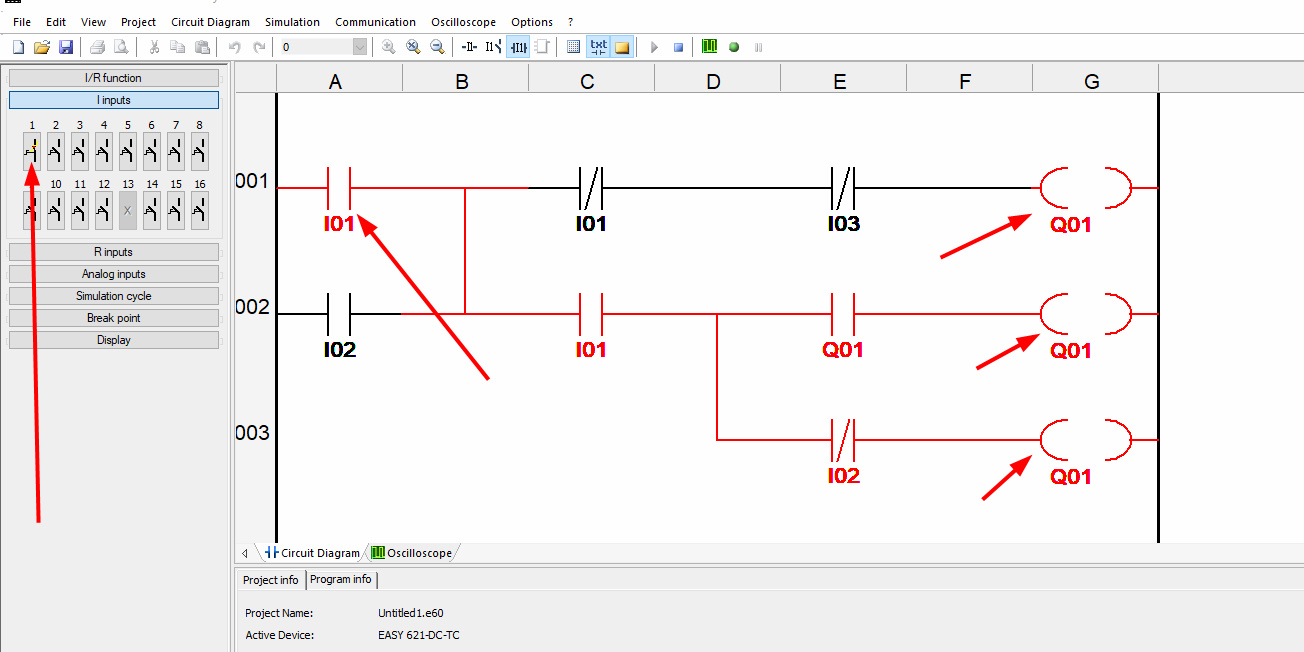 File Edit View Project Circuit Diagram Simulation Communication Oscilloscope Options ?
0
txt
I/R function
I inputs
1 2 3 4 5 6 7 8
10 11 12 13 14 15 16
X
R inputs
Analog inputs
Simulation cycle
Break point
Display
A B C D E F G
001
I01 I01 I03 Q01
002
I02 I01 Q01 Q01
003
I02 Q01
Circuit Diagram Oscilloscope
Project info Program info
Project Name: Untitled1.e60
Active Device: EASY 621-DC-TC